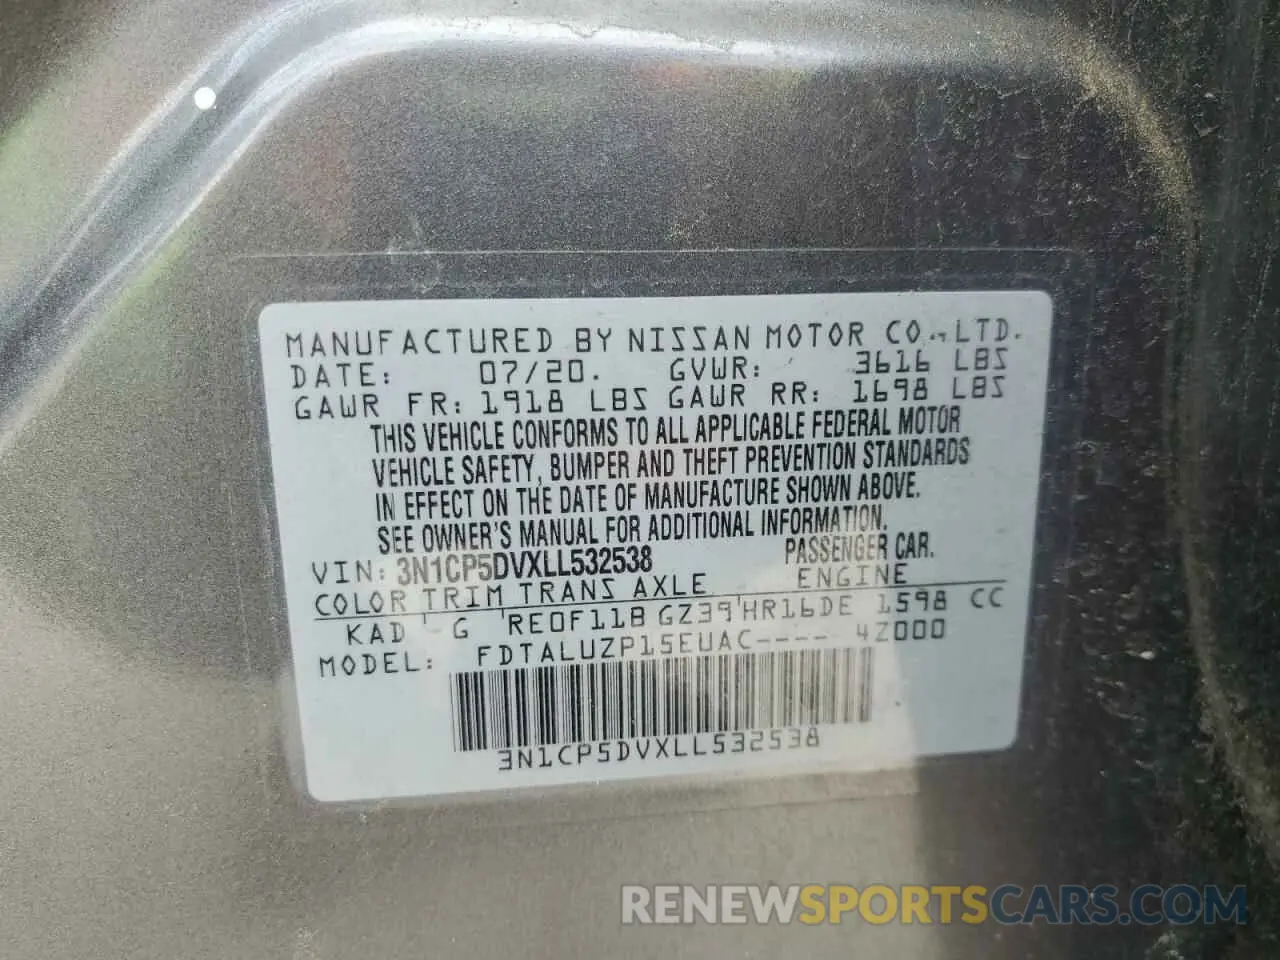 MANUFACTURED BY NISSAN MOTOR CO., LTD.
DATE: 07/20. GVWR: 3616 LBS
GAWR FR: 1918 LBS GAWR RR: 1698 LBS
THIS VEHICLE CONFORMS TO ALL APPLICABLE FEDERAL MOTOR
VEHICLE SAFETY, BUMPER AND THEFT PREVENTION STANDARDS
IN EFFECT ON THE DATE OF MANUFACTURE SHOWN ABOVE.
SEE OWNER'S MANUAL FOR ADDITIONAL INFORMATION.
VIN: 3N1CP5DVXLL532538 PASSENGER CAR.
COLOR TRIM TRANS AXLE ENGINE
KAD G RE0F11B GZ39 HR16DE 1598 CC
MODEL: FDTALUZP15EUAC---- 4Z000
3N1CP5DVXLL532538
RENEWSPORTSCARS.COM